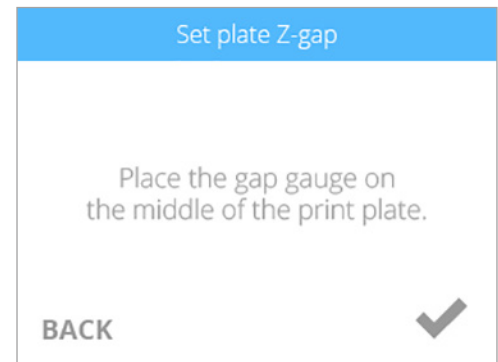 Set plate Z-gap
Place the gap gauge on
the middle of the print plate.
BACK